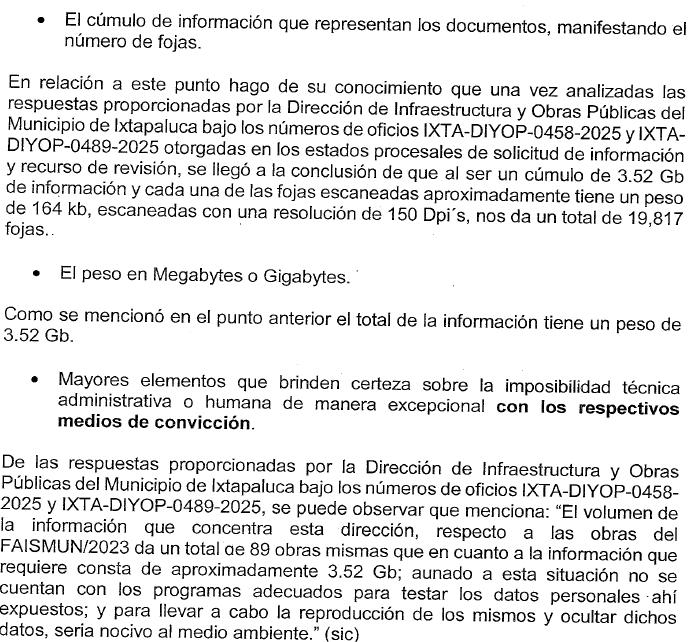 • El cúmulo de información que representan los documentos, manifestando el
número de fojas.
En relación a este punto hago de su conocimiento que una vez analizadas las
respuestas proporcionadas por la Dirección de Infraestructura y Obras Públicas del
Municipio de Ixtapaluca bajo los números de oficios IXTA-DIYOP-0458-2025 y IXTA-
DIYOP-0489-2025 otorgadas en los estados procesales de solicitud de información
y recurso de revisión, se llegó a la conclusión de que al ser un cúmulo de 3.52 Gb
de información y cada una de las fojas escaneadas aproximadamente tiene un peso
de 164 kb, escaneadas con una resolución de 150 Dpi´s, nos da un total de 19,817
fojas..
• El peso en Megabytes o Gigabytes.
Como se mencionó en el punto anterior el total de la información tiene un peso de
3.52 Gb.
• Mayores elementos que brinden certeza sobre la imposibilidad técnica
administrativa o humana de manera excepcional con los respectivos
medios de convicción.
De las respuestas proporcionadas por la Dirección de Infraestructura y Obras
Públicas del Municipio de Ixtapaluca bajo los números de oficios IXTA-DIYOP-0458-
2025 y IXTA-DIYOP-0489-2025, se puede observar que menciona: “El volumen de
la información que concentra esta dirección, respecto a las obras del
FAISMUN/2023 da un total de 89 obras mismas que en cuanto a la información que
requiere consta de aproximadamente 3.52 Gb; aunado a esta situación no se
cuentan con los programas adecuados para testar los datos personales ahí
expuestos; y para llevar a cabo la reproducción de los mismos y ocultar dichos
datos, seria nocivo al medio ambiente.” (sic)